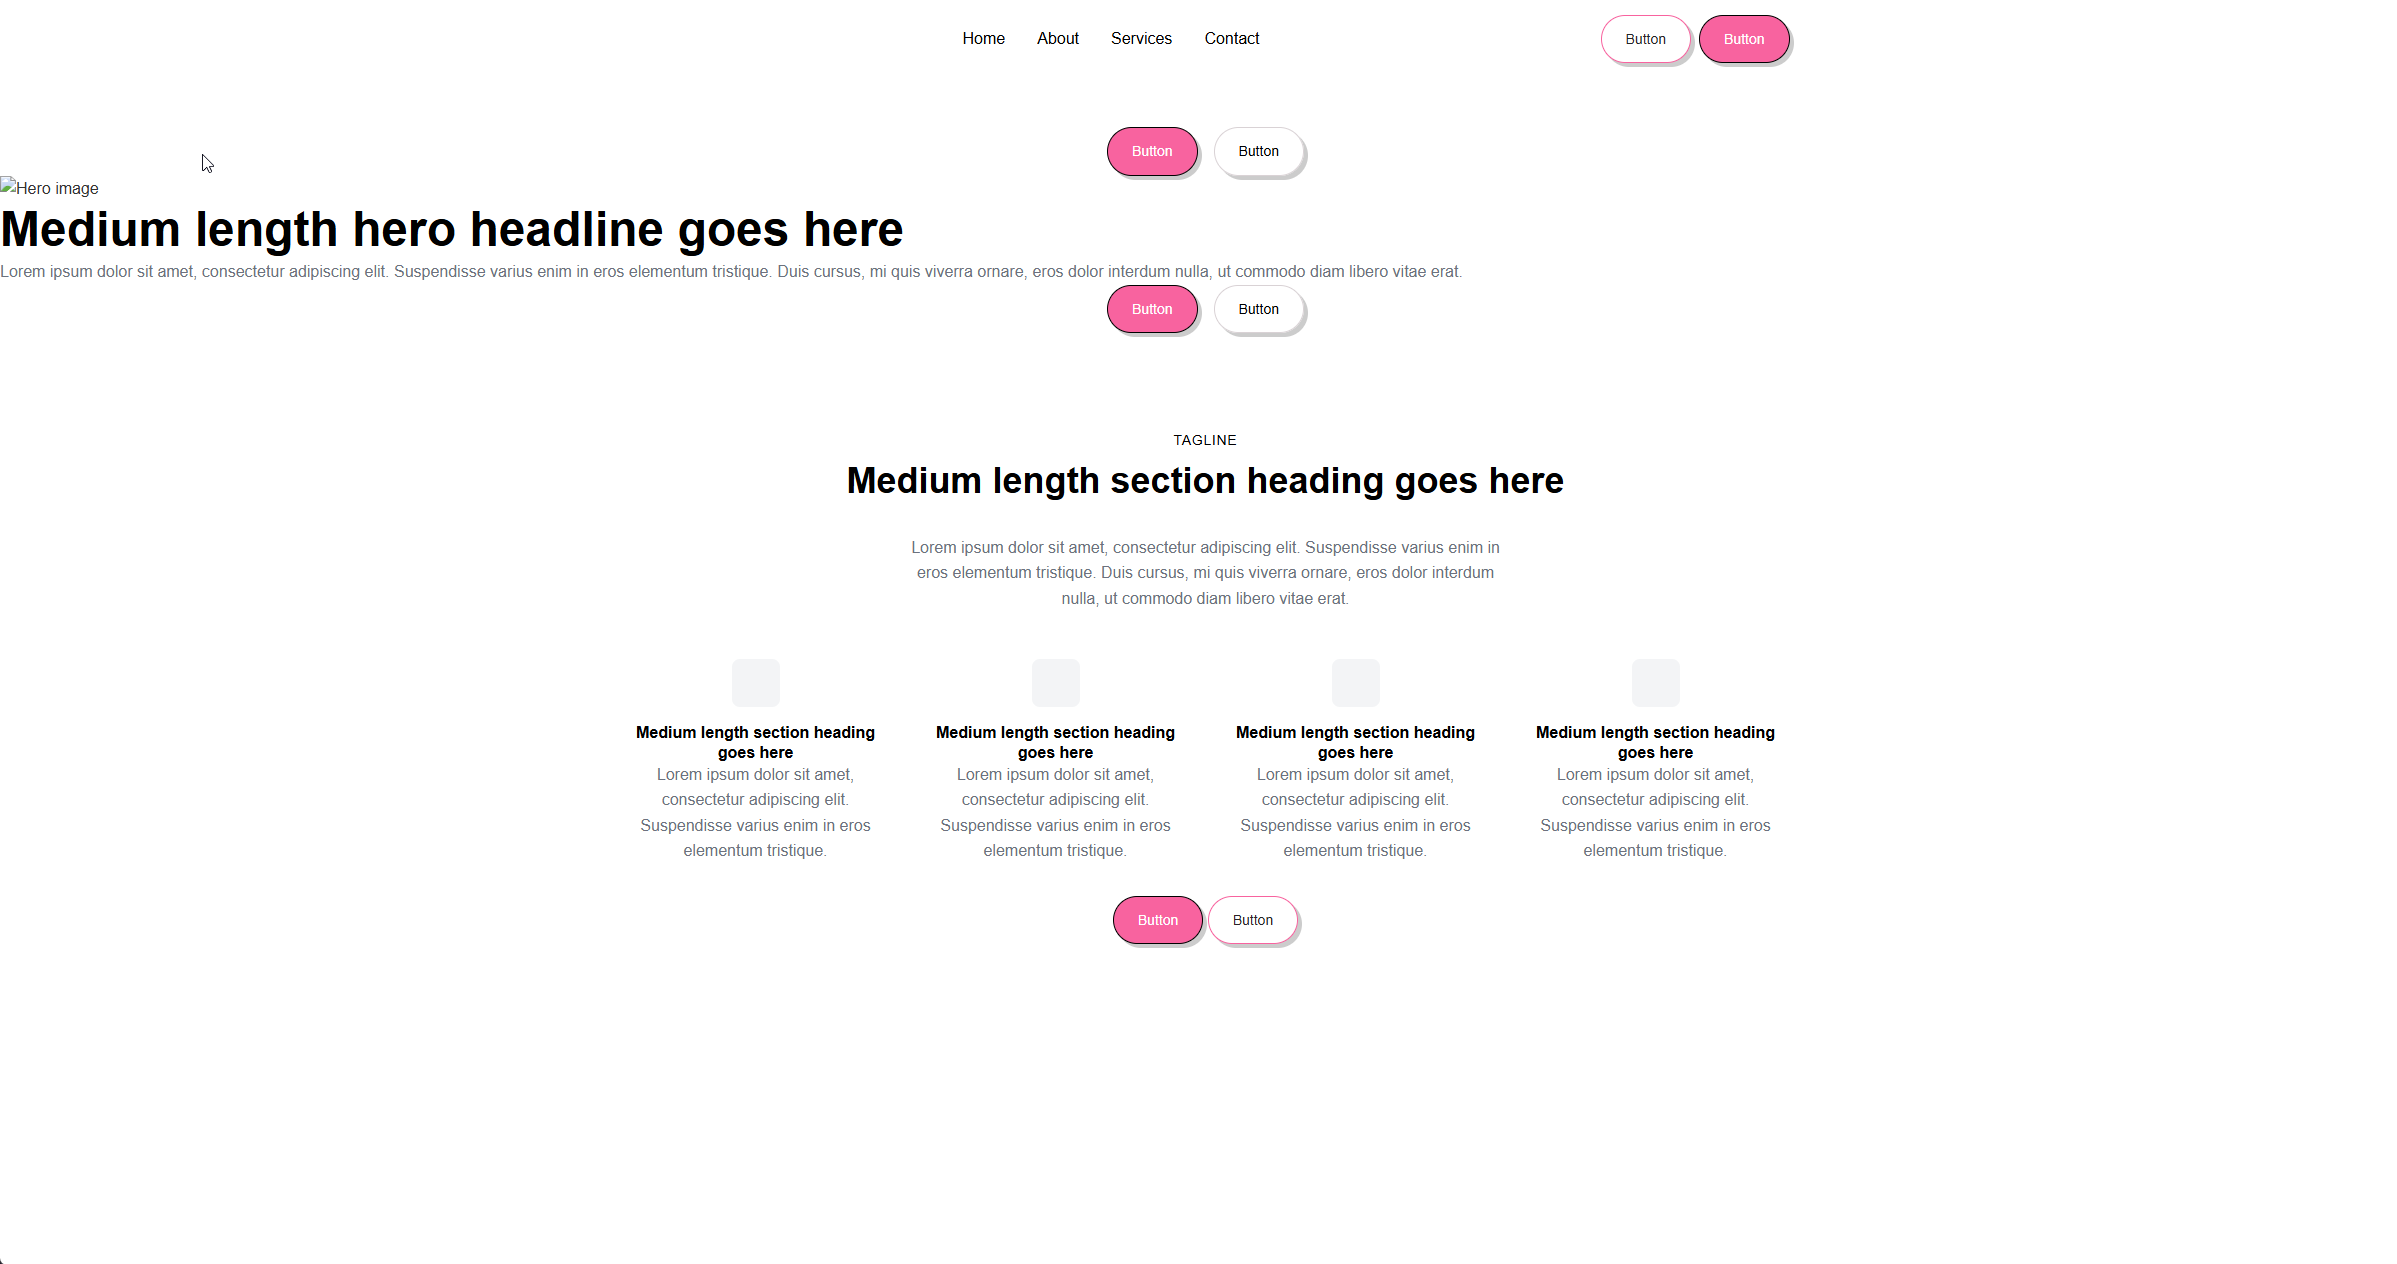 Home About Services Contact Button Button
Button Button
Hero image
Medium length hero headline goes here
Lorem ipsum dolor sit amet, consectetur adipiscing elit. Suspendisse varius enim in eros elementum tristique. Duis cursus, mi quis viverra ornare, eros dolor interdum nulla, ut commodo diam libero vitae erat.
Button Button
TAGLINE
Medium length section heading goes here
Lorem ipsum dolor sit amet, consectetur adipiscing elit. Suspendisse varius enim in
eros elementum tristique. Duis cursus, mi quis viverra ornare, eros dolor interdum
nulla, ut commodo diam libero vitae erat.
Medium length section heading
goes here
Lorem ipsum dolor sit amet,
consectetur adipiscing elit.
Suspendisse varius enim in eros
elementum tristique.
Medium length section heading
goes here
Lorem ipsum dolor sit amet,
consectetur adipiscing elit.
Suspendisse varius enim in eros
elementum tristique.
Medium length section heading
goes here
Lorem ipsum dolor sit amet,
consectetur adipiscing elit.
Suspendisse varius enim in eros
elementum tristique.
Medium length section heading
goes here
Lorem ipsum dolor sit amet,
consectetur adipiscing elit.
Suspendisse varius enim in eros
elementum tristique.
Button Button